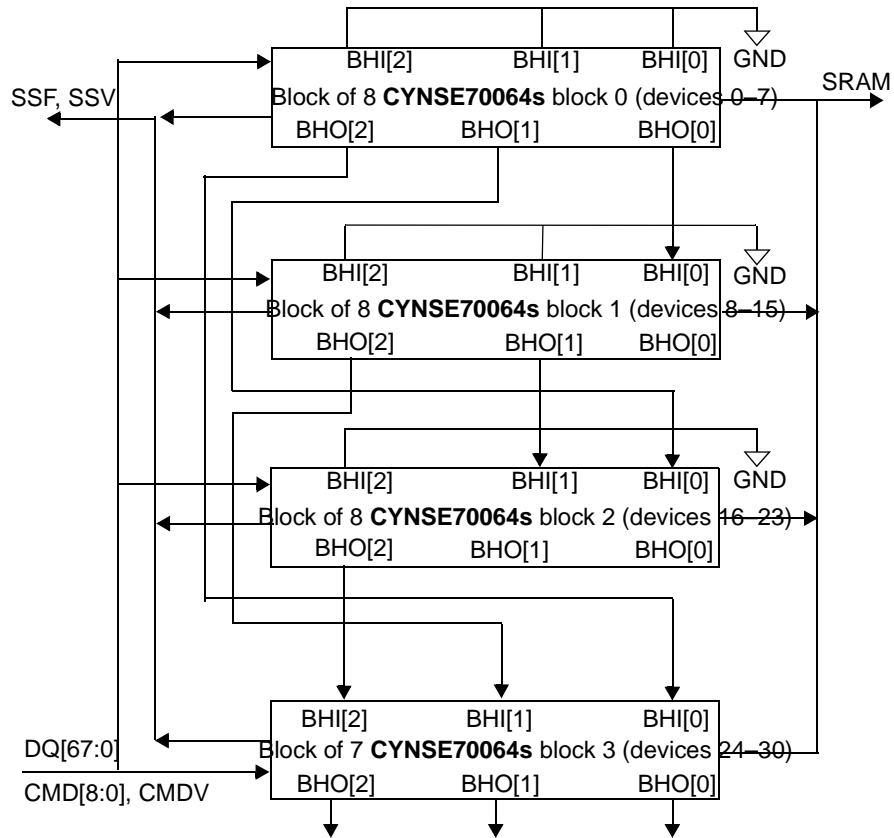 BHI[2] BHI[1] BHI[0] GND
SSF, SSV
SRAM
Block of 8 CYNSE70064s block 0 (devices 0–7)
BHO[2] BHO[1] BHO[0]
BHI[2] BHI[1] BHI[0] GND
Block of 8 CYNSE70064s block 1 (devices 8–15)
BHO[2] BHO[1] BHO[0]
BHI[2] BHI[1] BHI[0] GND
Block of 8 CYNSE70064s block 2 (devices 16–23)
BHO[2] BHO[1] BHO[0]
BHI[2] BHI[1] BHI[0]
DQ[67:0]
Block of 7 CYNSE70064s block 3 (devices 24–30)
CMD[8:0], CMDV
BHO[2] BHO[1] BHO[0]